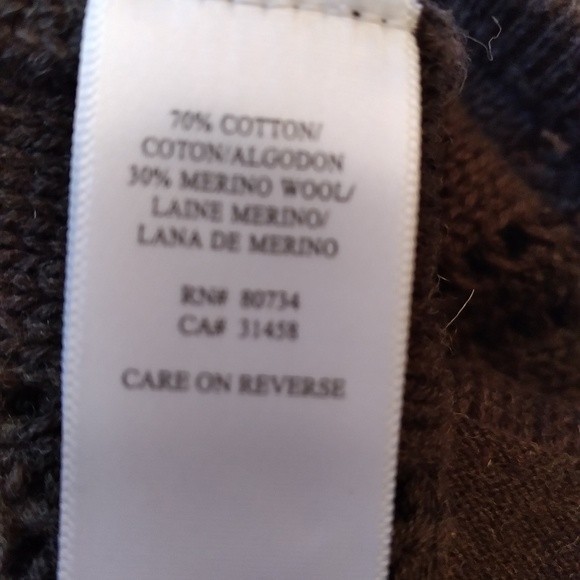 70% COTTON/
COTON/ALGODON
30% MERINO WOOL/
LAINE MERINO/
LANA DE MERINO
RN# 80734
CA# 31458
CARE ON REVERSE